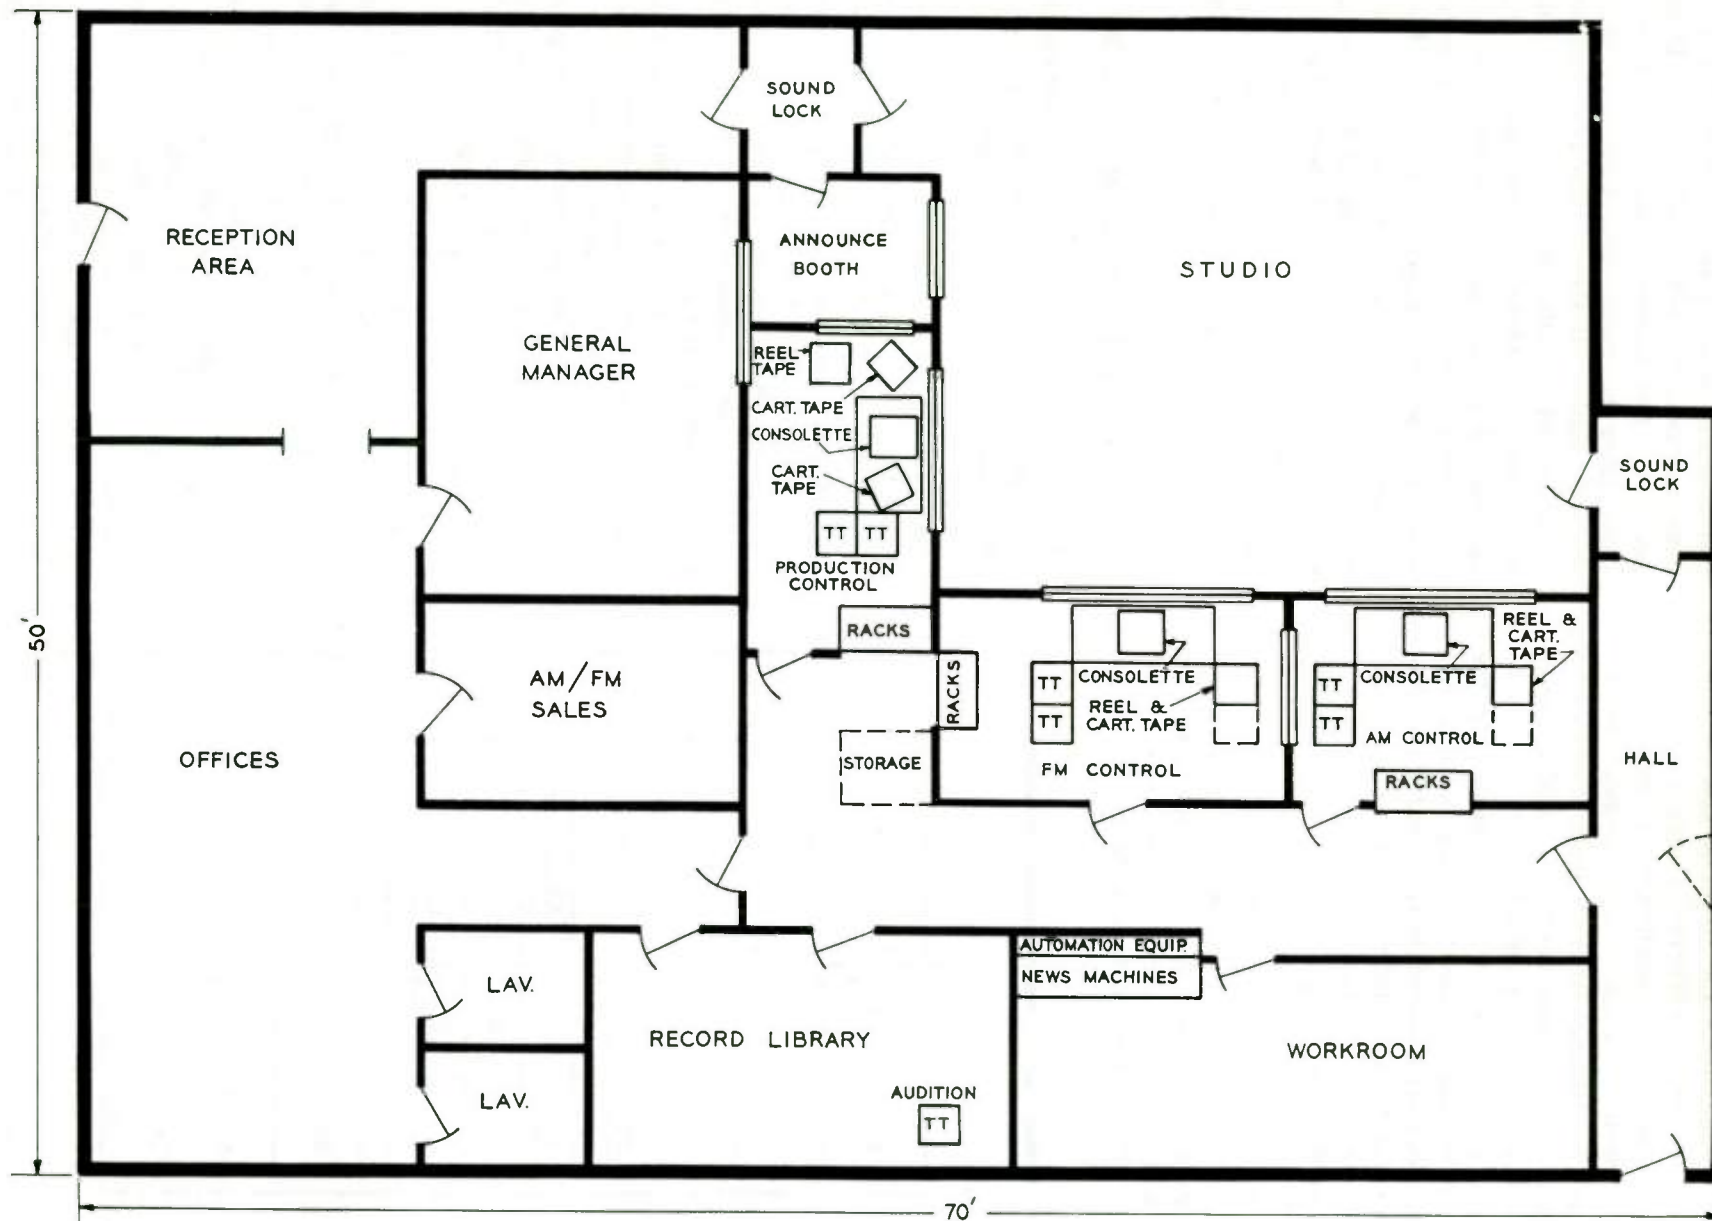 SOUND
LOCK
RECEPTION
AREA
ANNOUNCE
BOOTH
STUDIO
GENERAL
MANAGER
REEL
TAPE
CART. TAPE
CONSOLETTE
CART.
TAPE
TT TT
PRODUCTION
CONTROL
RACKS
SOUND
LOCK
50'
AM/FM
SALES
OFFICES
RACKS
STORAGE
CONSOLETTE
TT
TT
REEL &
CART. TAPE
FM CONTROL
REEL &
CART.
TAPE
CONSOLETTE
TT
TT
AM CONTROL
RACKS
HALL
LAV.
LAV.
RECORD LIBRARY
AUDITION
TT
AUTOMATION EQUIP.
NEWS MACHINES
WORKROOM
70'